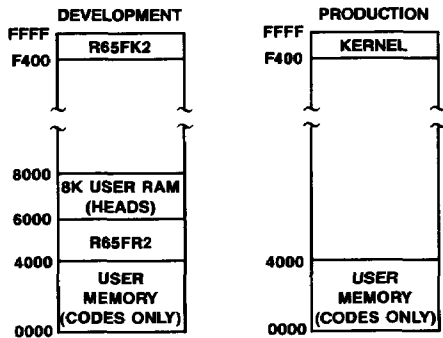 DEVELOPMENT
FFFF
R65FK2
F400
8000
8K USER RAM
(HEADS)
6000
R65FR2
4000
USER
MEMORY
(CODES ONLY)
0000
PRODUCTION
FFFF
KERNEL
F400
4000
USER
MEMORY
(CODES ONLY)
0000